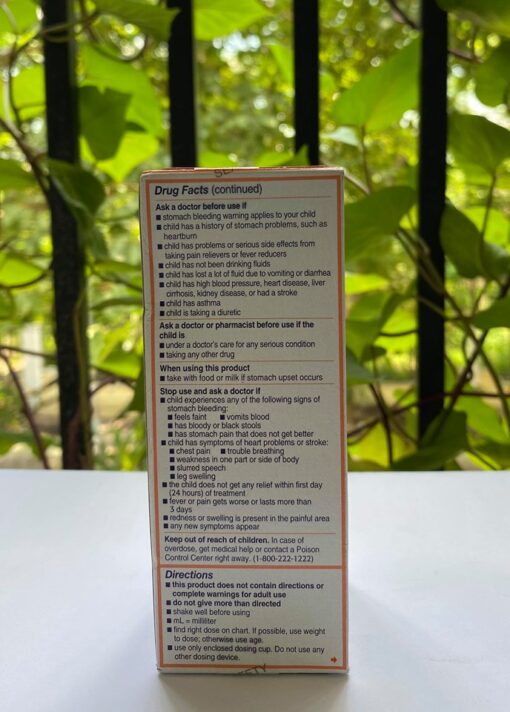 Drug Facts (continued)
Ask a doctor before use if
■ stomach bleeding warning applies to your child
■ child has a history of stomach problems, such as
heartburn
■ child has problems or serious side effects from
taking pain relievers or fever reducers
■ child has not been drinking fluids
■ child has lost a lot of fluid due to vomiting or diarrhea
■ child has high blood pressure, heart disease, liver
cirrhosis, kidney disease, or had a stroke
■ child has asthma
■ child is taking a diuretic
Ask a doctor or pharmacist before use if the
child is
■ under a doctor's care for any serious condition
■ taking any other drug
When using this product
■ take with food or milk if stomach upset occurs
Stop use and ask a doctor if
■ child experiences any of the following signs of
stomach bleeding:
■ feels faint ■ vomits blood
■ has bloody or black stools
■ has stomach pain that does not get better
■ child has symptoms of heart problems or stroke:
■ chest pain ■ trouble breathing
■ weakness in one part or side of body
■ slurred speech
■ leg swelling
■ the child does not get any relief within first day
(24 hours) of treatment
■ fever or pain gets worse or lasts more than
3 days
■ redness or swelling is present in the painful area
■ any new symptoms appear
Keep out of reach of children. In case of
overdose, get medical help or contact a Poison
Control Center right away. (1-800-222-1222)
Directions
■ this product does not contain directions or
complete warnings for adult use
■ do not give more than directed
■ shake well before using
■ mL = milliliter
■ find right dose on chart. If possible, use weight
to dose; otherwise use age.
■ use only enclosed dosing cup. Do not use any
other dosing device.